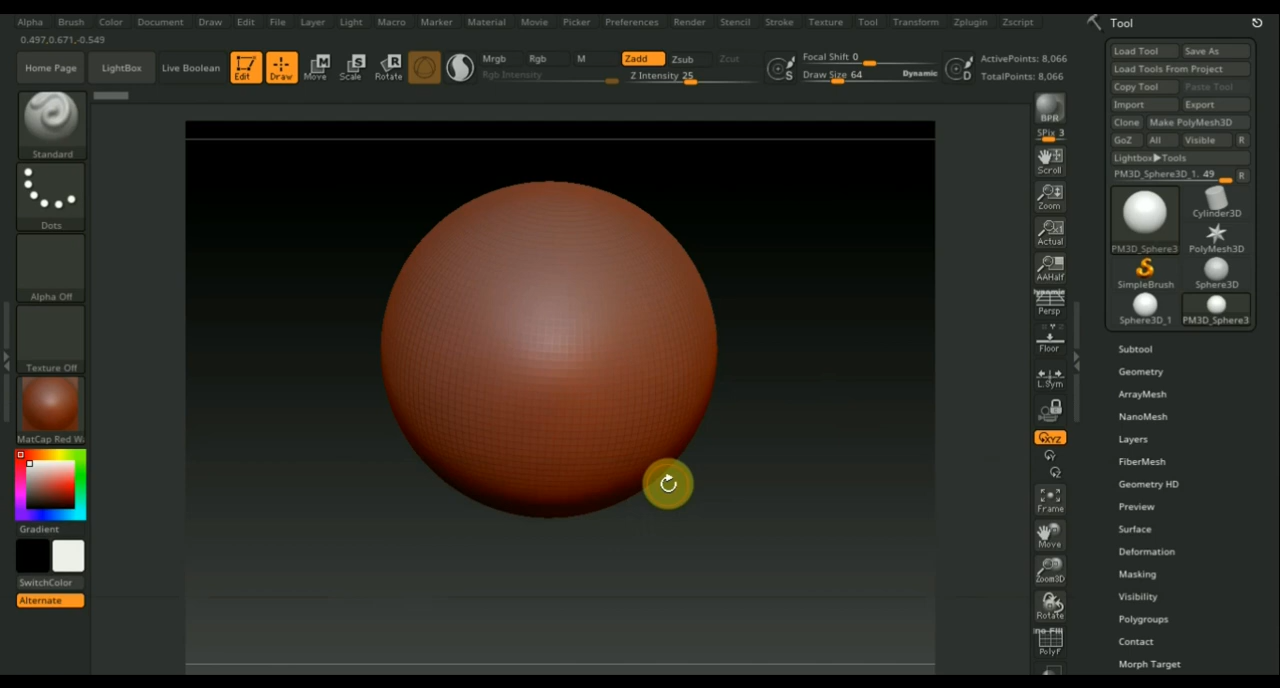 Alpha Brush Color Document Draw Edit File Layer Light Macro Marker Material Movie Picker Preferences Render Stencil Stroke Texture Tool Transform Zplugin Zscript
Tool
0.497,0.671,-0.549
Home Page
LightBox
Live Boolean
Edit
Draw
Move
Scale
Rotate
Mrgb Rgb M
Rgb Intensity
Zadd Zsub Zcut
Z Intensity 25
S
Focal Shift 0
Draw Size 64
Dynamic
D
ActivePoints: 8,066
TotalPoints: 8,066
Load Tool Save As
Load Tools From Project
Copy Tool Paste Tool
Import Export
Clone Make PolyMesh3D
GoZ All Visible R
Lightbox▶Tools
PM3D_Sphere3D_1. 49 R
PM3D_Sphere3
Cylinder3D
PolyMesh3D
SimpleBrush
Sphere3D
Sphere3D_1
PM3D_Sphere3
Subtool
Geometry
ArrayMesh
NanoMesh
Layers
FiberMesh
Geometry HD
Preview
Surface
Deformation
Masking
Visibility
Polygroups
Contact
Morph Target
Standard
Dots
Alpha Off
Texture Off
MatCap Red W
Gradient
SwitchColor
Alternate
BPR
SPix 3
Scroll
Zoom
Actual
AAHalf
Dynamic
Persp
Floor
L.Sym
XYZ
Y
Z
Frame
Move
Zoom3D
Rotate
PolyF